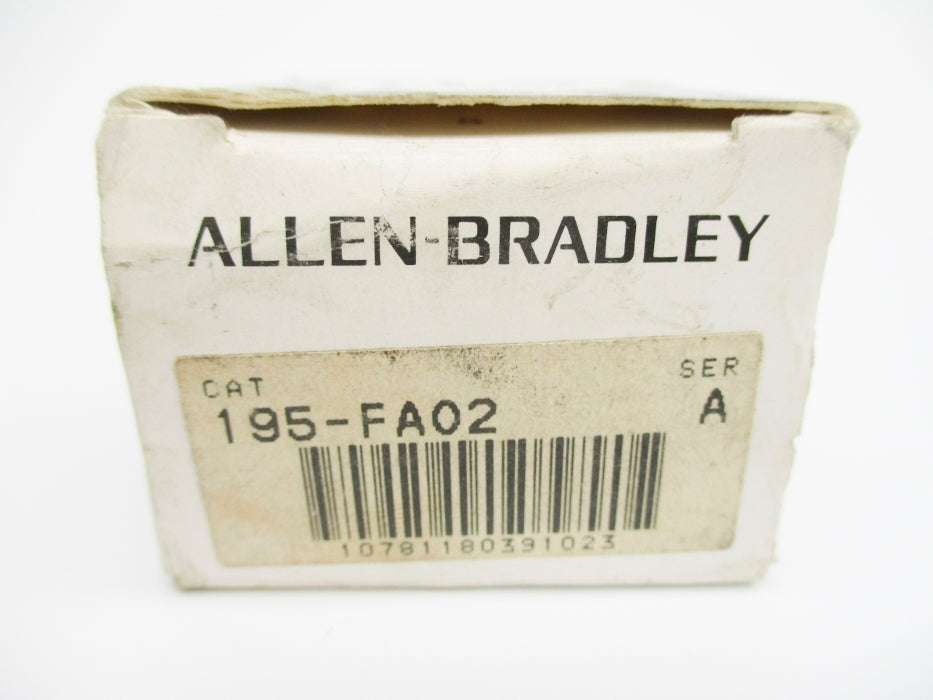 ALLEN-BRADLEY
CAT
SER
195-FA02
A
10781180391023